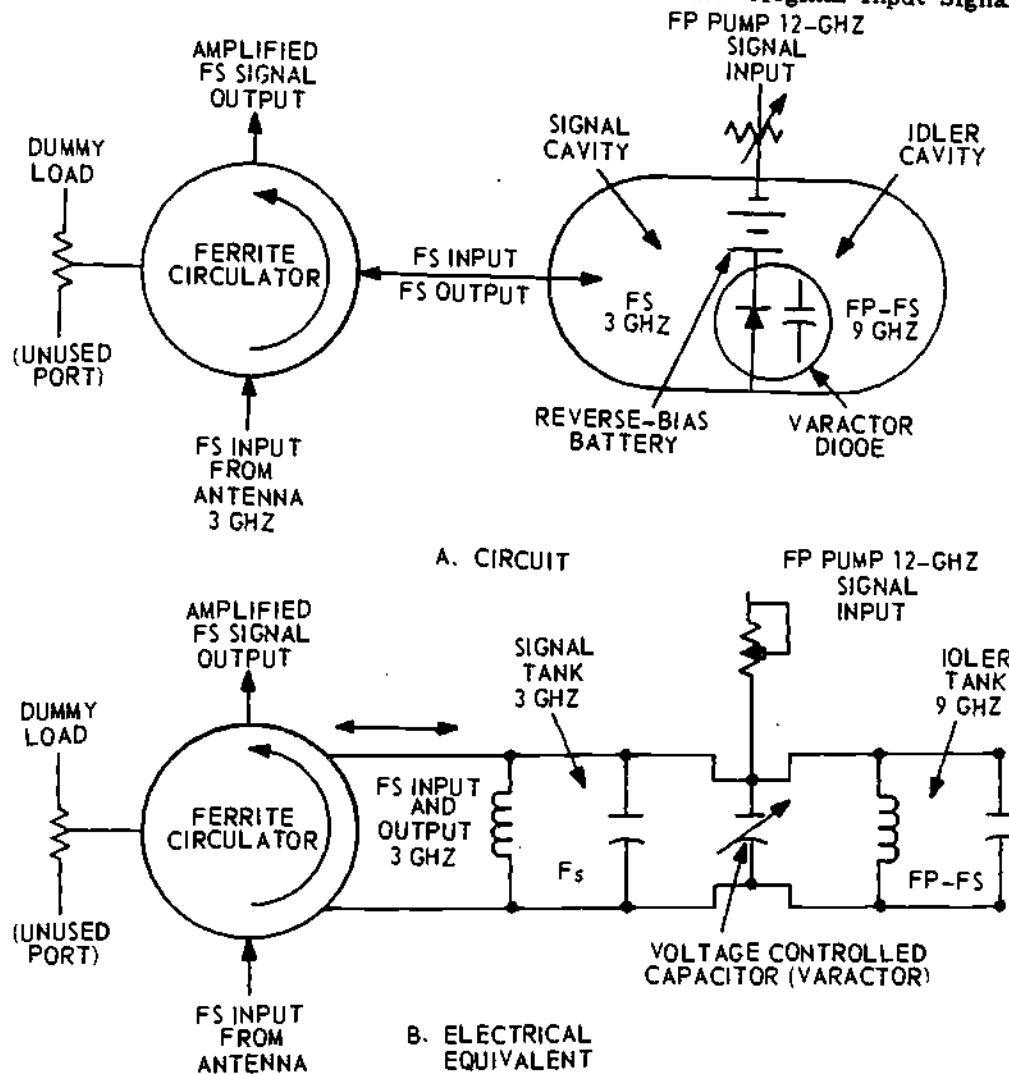 Input Signal
FP PUMP 12-GHZ
SIGNAL
INPUT
AMPLIFIED
FS SIGNAL
OUTPUT
DUMMY
LOAD
FERRITE
CIRCULATOR
(UNUSED
PORT)
FS INPUT
FROM
ANTENNA
3 GHZ
FS INPUT
FS OUTPUT
SIGNAL
CAVITY
IDLER
CAVITY
FS
3 GHZ
FP-FS
9 GHZ
REVERSE-BIAS
BATTERY
VARACTOR
DIODE
A. CIRCUIT
FP PUMP 12-GHZ
SIGNAL
INPUT
AMPLIFIED
FS SIGNAL
OUTPUT
DUMMY
LOAD
FERRITE
CIRCULATOR
(UNUSED
PORT)
FS INPUT
FROM
ANTENNA
FS INPUT
AND
OUTPUT
3 GHZ
SIGNAL
TANK
3 GHZ
Fs
IDLER
TANK
9 GHZ
FP-FS
VOLTAGE CONTROLLED
CAPACITOR (VARACTOR)
B. ELECTRICAL
EQUIVALENT